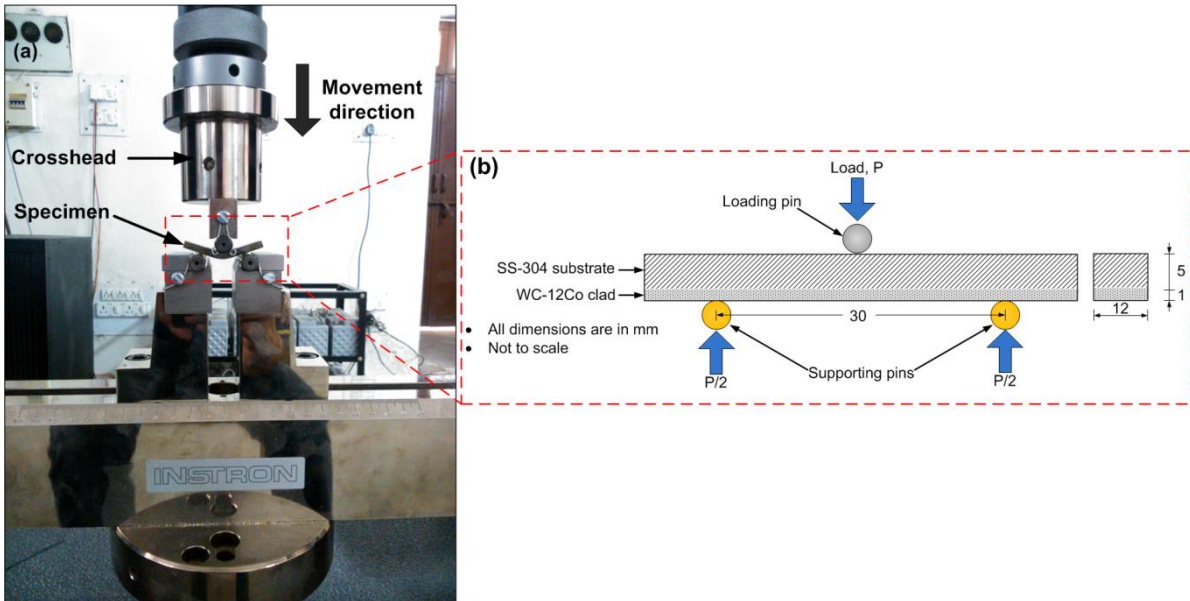 (a)
Movement
direction
Crosshead
Specimen
INSTRON
(b)
Load, P
Loading pin
SS-304 substrate
WC-12Co clad
5
1
12
30
• All dimensions are in mm
• Not to scale
Supporting pins
P/2
P/2